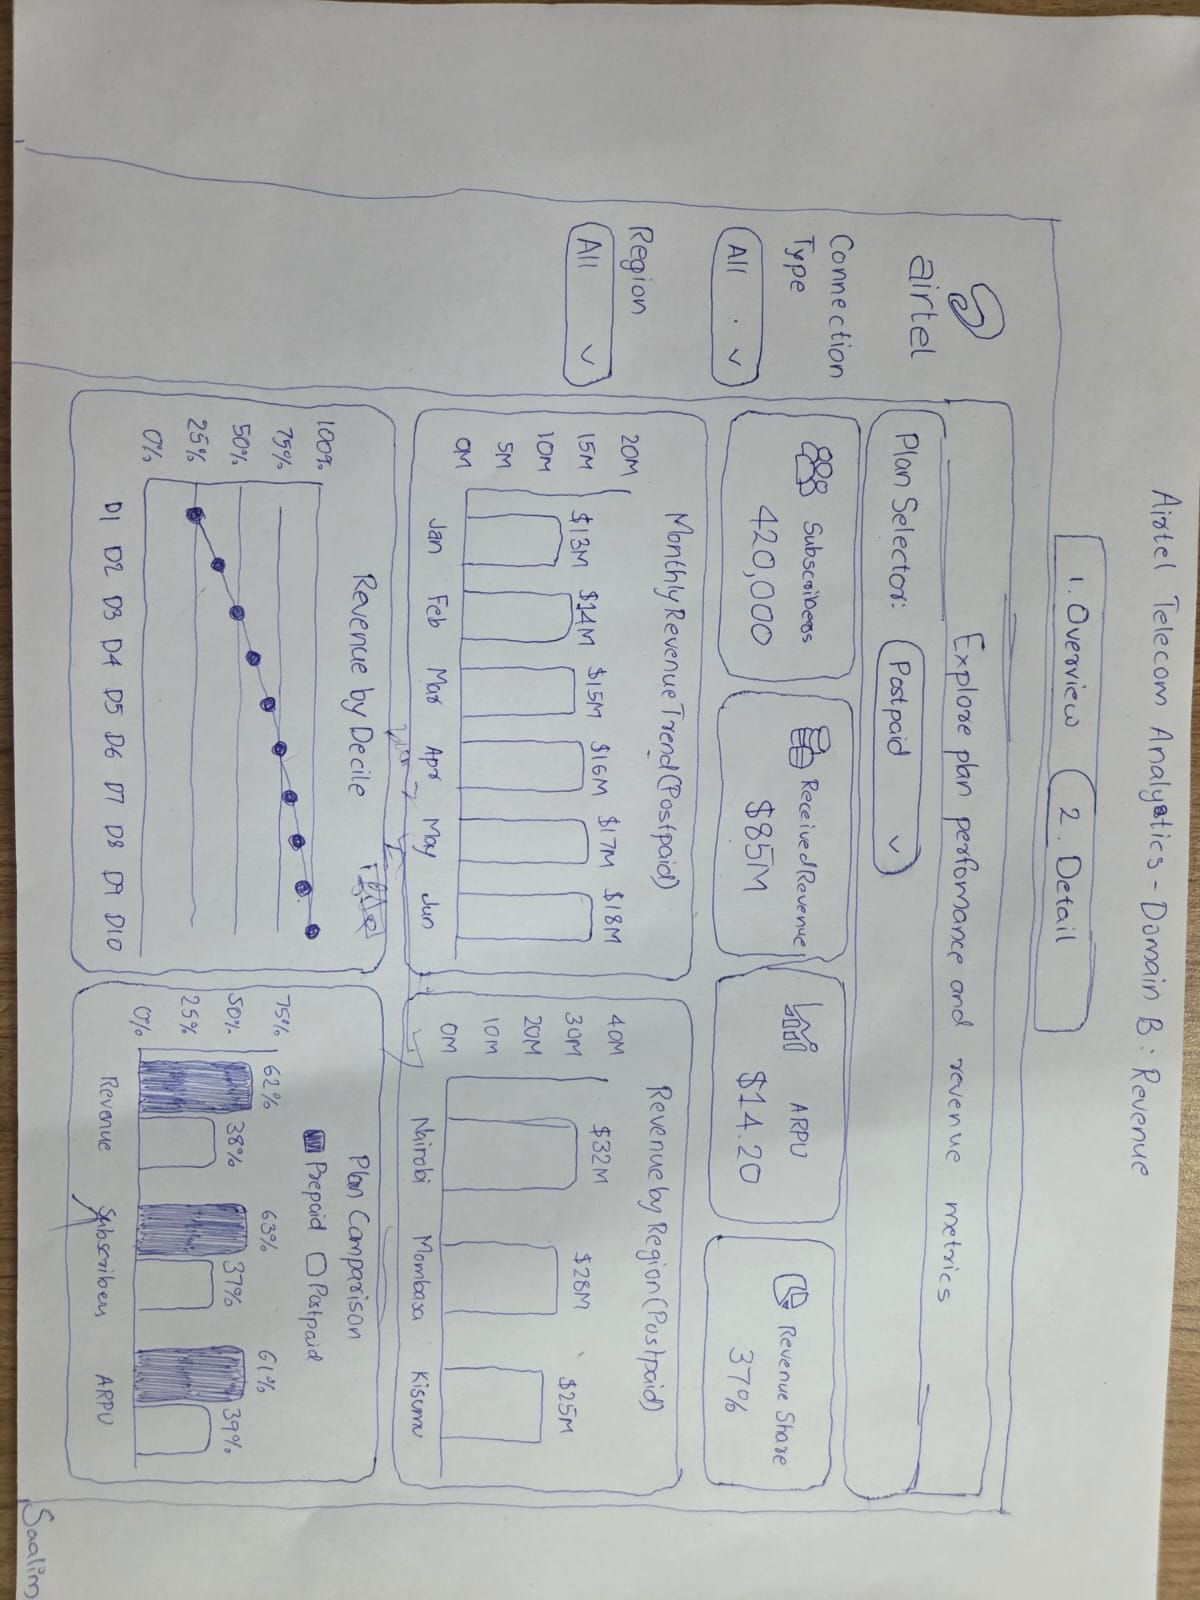 Airtel Telecom Analytics - Domain B : Revenue
1. Overview
2. Detail
airtel
Connection
Type
All
Region
All
Explore plan perfomance and revenue metrics
Plan Selector:
Postpaid
Subscribers
420,000
Received Revenue
$85M
ARPU
$14.20
Revenue Share
37%
Monthly Revenue Trend (Postpaid)
20M
15M
10M
5M
0M
$13M $14M $15M $16M $17M $18M
Jan Feb Mar Apr May Jun
Revenue by Region (Postpaid)
40M
30M
20M
10M
0M
$32M $28M $25M
Nairobi Mombasa Kisumu
Revenue by Decile
100%
75%
50%
25%
0%
D1 D2 D3 D4 D5 D6 D7 D8 D9 D10
Plan Comparison
Prepaid Postpaid
75%
50%
25%
0%
62% 38% 63% 37% 61% 39%
Revenue Subscribers ARPU
Saalim